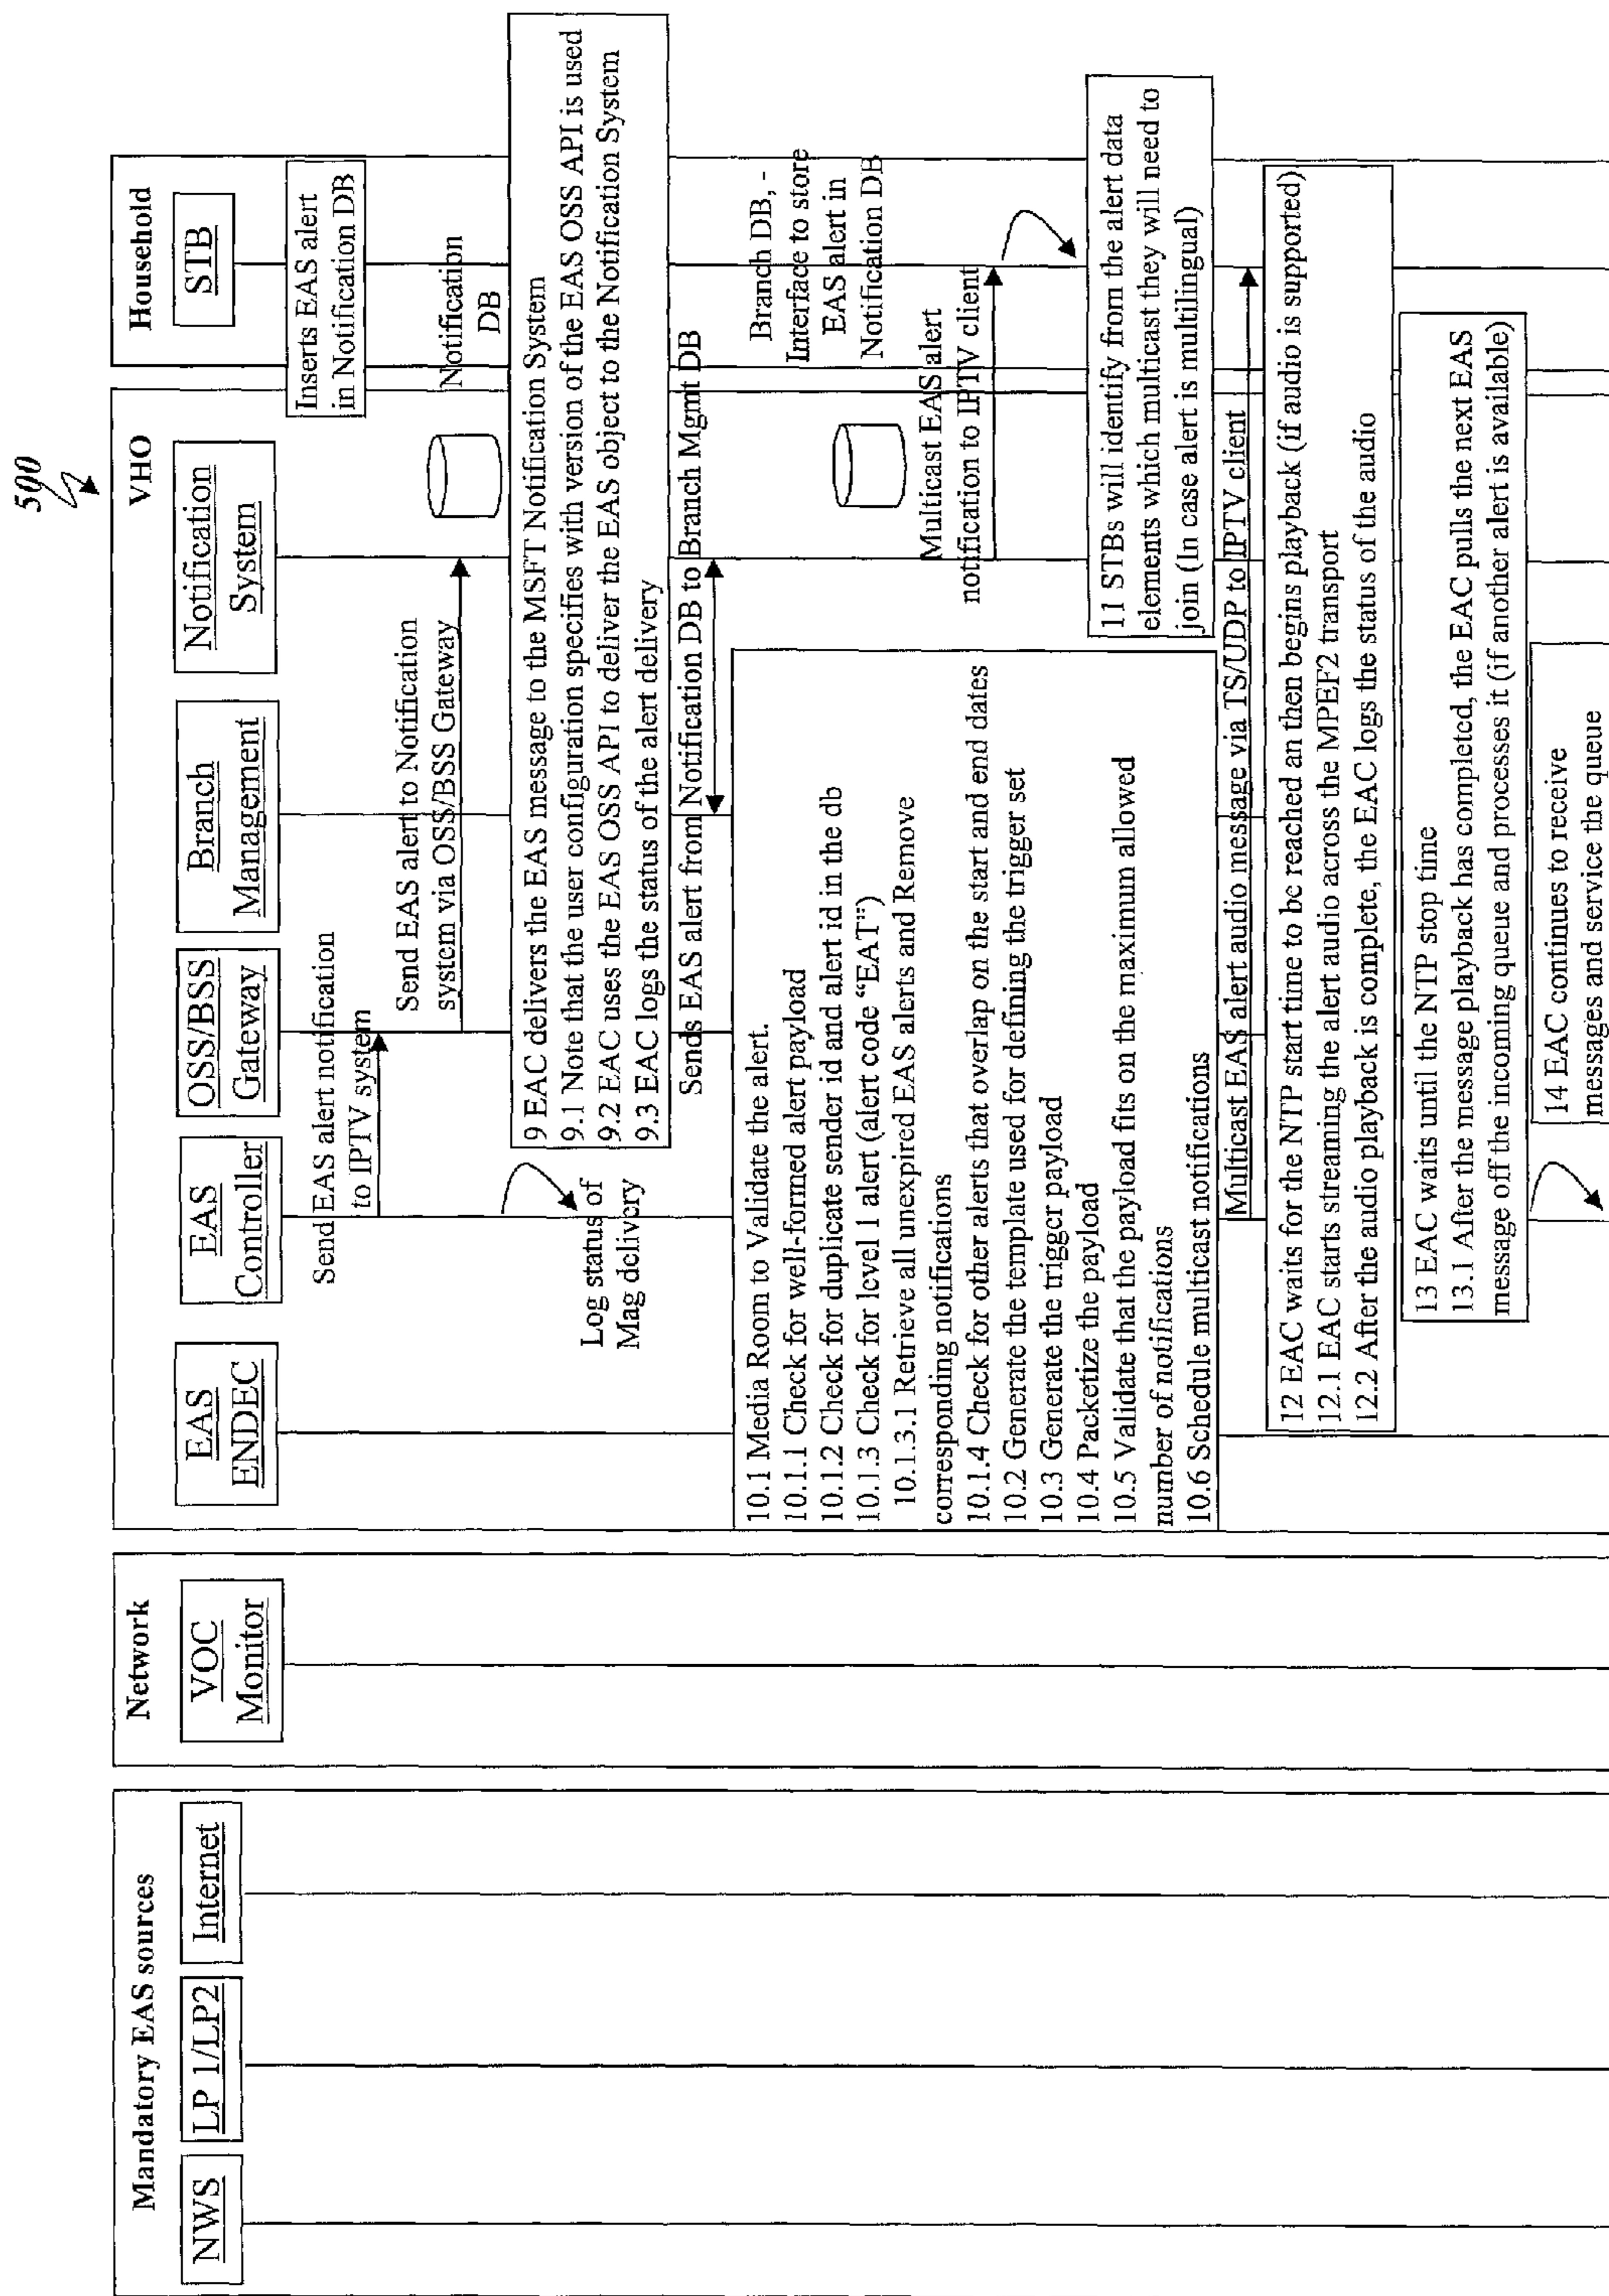 500
Mandatory EAS sources
NWS
LP 1/LP2
Internet
Network
VOC
Monitor
VHO
EAS
ENDEC
EAS
Controller
OSS/BSS
Gateway
Branch
Management
Notification
System
Household
STB
Send EAS alert notification
to IPTV system
Send EAS alert to Notification
system via OSS/BSS Gateway
Inserts EAS alert
in Notification DB
Notification
DB
Log status of
Mag delivery
9 EAC delivers the EAS message to the MSFT Notification System
9.1 Note that the user configuration specifies with version of the EAS OSS API is used
9.2 EAC uses the EAS OSS API to deliver the EAS object to the Notification System
9.3 EAC logs the status of the alert delivery
Sends EAS alert from Notification DB to Branch Mgmt DB
Branch DB, -
Interface to store
EAS alert in
Notification DB
10.1 Media Room to Validate the alert.
10.1.1 Check for well-formed alert payload
10.1.2 Check for duplicate sender id and alert id in the db
10.1.3 Check for level 1 alert (alert code “EAT”)
10.1.3.1 Retrieve all unexpired EAS alerts and Remove
corresponding notifications
10.1.4 Check for other alerts that overlap on the start and end dates
10.2 Generate the template used for defining the trigger set
10.3 Generate the trigger payload
10.4 Packetize the payload
10.5 Validate that the payload fits on the maximum allowed
number of notifications
10.6 Schedule multicast notifications
Multicast EAS alert
notification to IPTV client
11 STBs will identify from the alert data
elements which multicast they will need to
join (In case alert is multilingual)
Multicast EAS alert audio message via TS/UDP to IPTV client
12 EAC waits for the NTP start time to be reached an then begins playback (if audio is supported)
12.1 EAC starts streaming the alert audio across the MPEF2 transport
12.2 After the audio playback is complete, the EAC logs the status of the audio
13 EAC waits until the NTP stop time
13.1 After the message playback has completed, the EAC pulls the next EAS
message off the incoming queue and processes it (if another alert is available)
14 EAC continues to receive
messages and service the queue